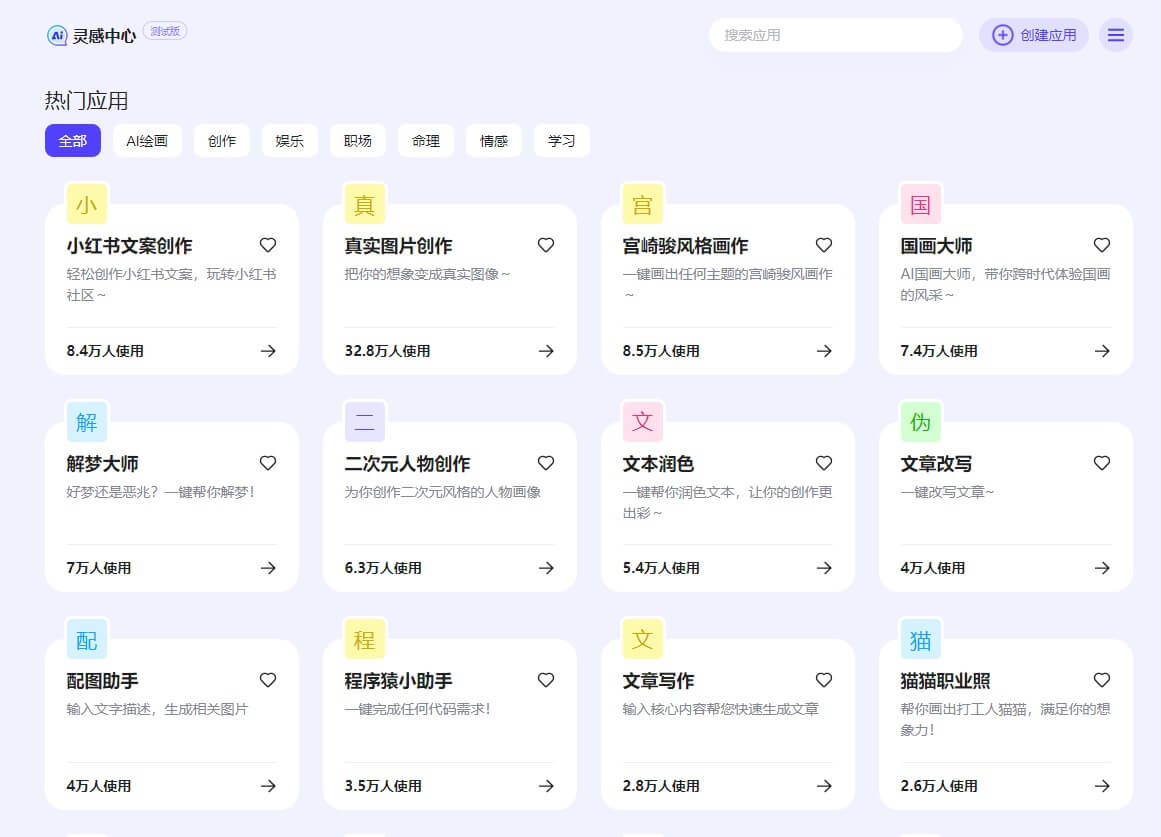 Ai 灵感中心 测试版
搜索应用
创建应用
热门应用
全部 AI绘画 创作 娱乐 职场 命理 情感 学习
小
小红书文案创作
轻松创作小红书文案，玩转小红书
社区～
8.4万人使用
真
真实图片创作
把你的想象变成真实图像～
32.8万人使用
宫
宫崎骏风格画作
一键画出任何主题的宫崎骏风画作
～
8.5万人使用
国
国画大师
AI国画大师，带你跨时代体验国画
的风采～
7.4万人使用
解
解梦大师
好梦还是恶兆？一键帮你解梦！
7万人使用
二
二次元人物创作
为你创作二次元风格的人物画像
6.3万人使用
文
文本润色
一键帮你润色文本，让你的创作更
出彩～
5.4万人使用
伪
文章改写
一键改写文章~
4万人使用
配
配图助手
输入文字描述，生成相关图片
4万人使用
程
程序猿小助手
一键完成任何代码需求！
3.5万人使用
文
文章写作
输入核心内容帮您快速生成文章
2.8万人使用
猫
猫猫职业照
帮你画出打工人猫猫，满足你的想
象力！
2.6万人使用